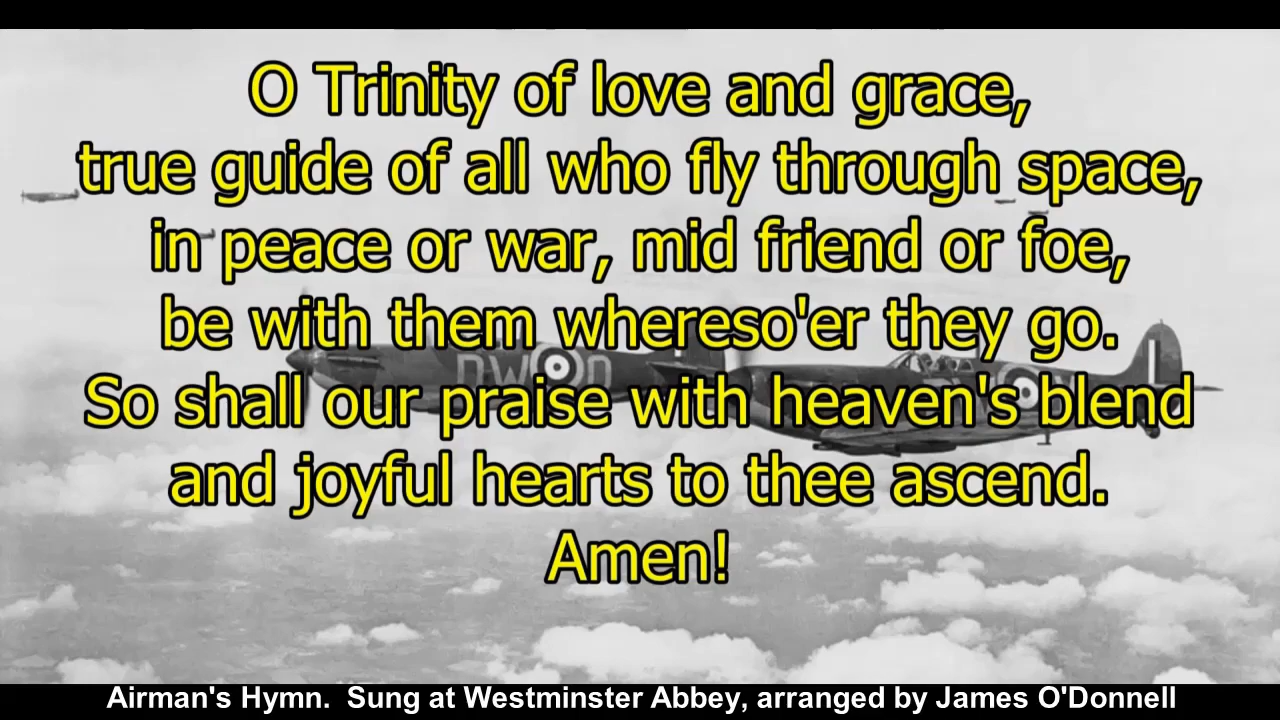 O Trinity of love and grace,
true guide of all who fly through space,
in peace or war, mid friend or foe,
be with them whereso'er they go.
So shall our praise with heaven's blend
and joyful hearts to thee ascend.
Amen!
Airman's Hymn.  Sung at Westminster Abbey, arranged by James O'Donnell